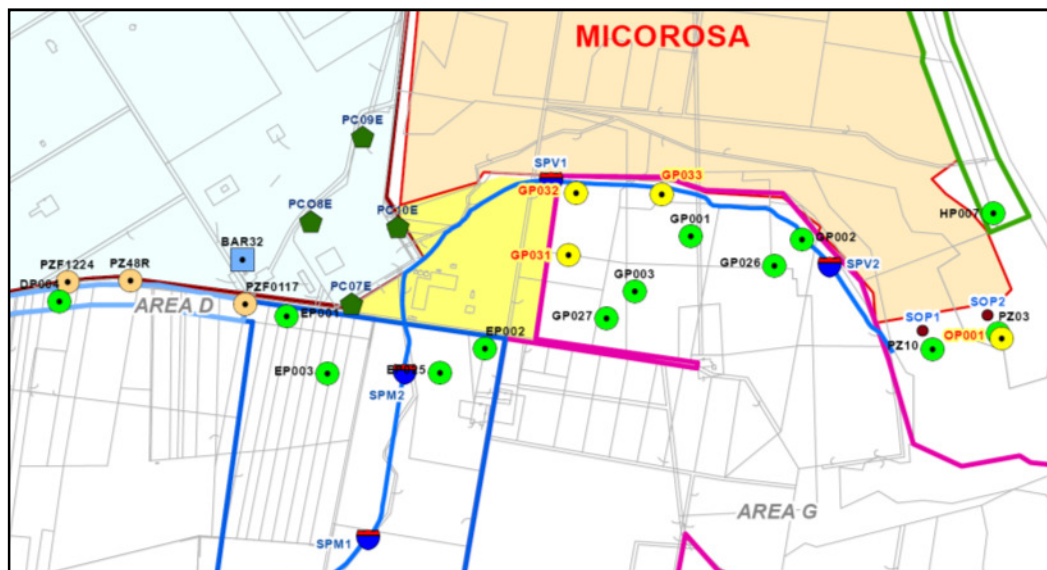 MICOROSA
PC09E
SPV1
GP033
GP032
PCO8E
PC10E
HP007
GP001
GP002
BAR32
GP031
GP026
SPV2
PZF1224
PZ48R
DP004
GP003
AREA D
PZF0117
PC07E
EP001
GP027
SOP2
SOP1
PZ03
EP002
OP001
PZ10
EP003
SPM2
AREA G
SPM1